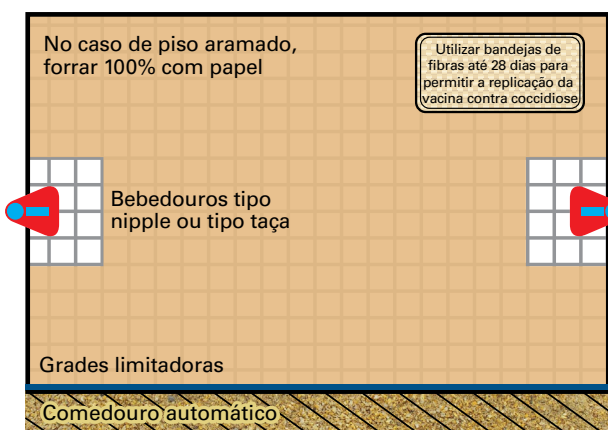 No caso de piso aramado,
forrar 100% com papel
Utilizar bandejas de
fibras até 28 dias para
permitir a replicação da
vacina contra coccidiose
Bebedouros tipo
nipple ou tipo taça
Grades limitadoras
Comedouro automático